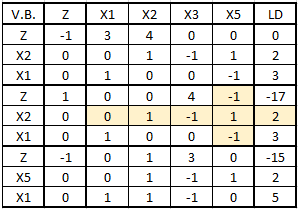 V.B. Z X1 X2 X3 X5 LD
Z -1 3 4 0 0 0
X2 0 0 1 -1 1 2
X1 0 1 0 0 -1 3
Z 1 0 0 4 -1 -17
X2 0 0 1 -1 1 2
X1 0 1 0 0 -1 3
Z -1 0 1 3 0 -15
X5 0 0 1 -1 1 2
X1 0 1 1 -1 0 5